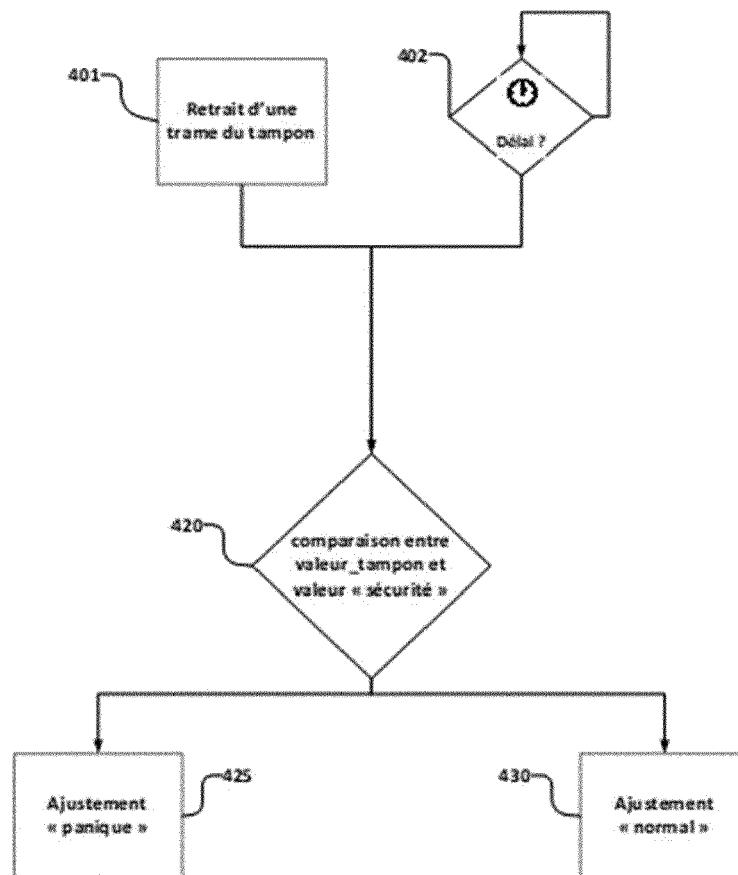 401
Retrait d'une
trame du tampon
402
Délai ?
420
comparaison entre
valeur_tampon et
valeur « sécurité »
425
Ajustement
« panique »
430
Ajustement
« normal »